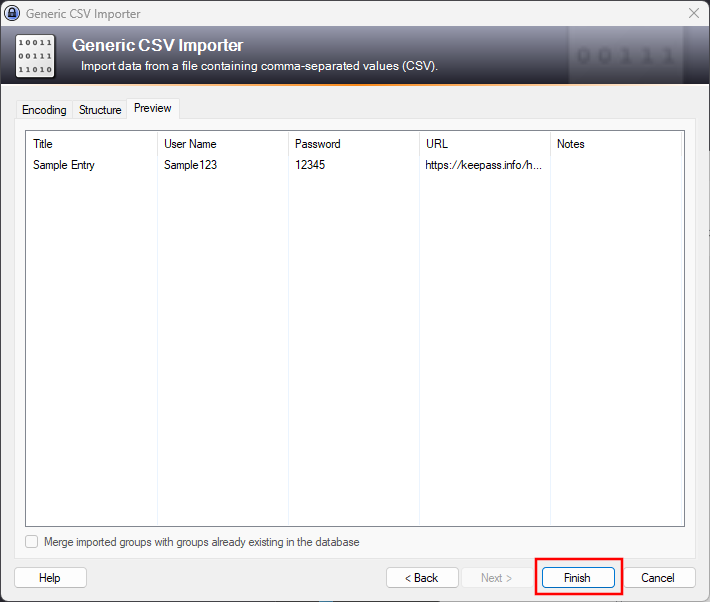 Generic CSV Importer
10011
00111
11010
Generic CSV Importer
Import data from a file containing comma-separated values (CSV).
00111
Encoding Structure Preview
Title User Name Password URL Notes
Sample Entry Sample123 12345 https://keepass.info/h...
Merge imported groups with groups already existing in the database
Help < Back Next > Finish Cancel